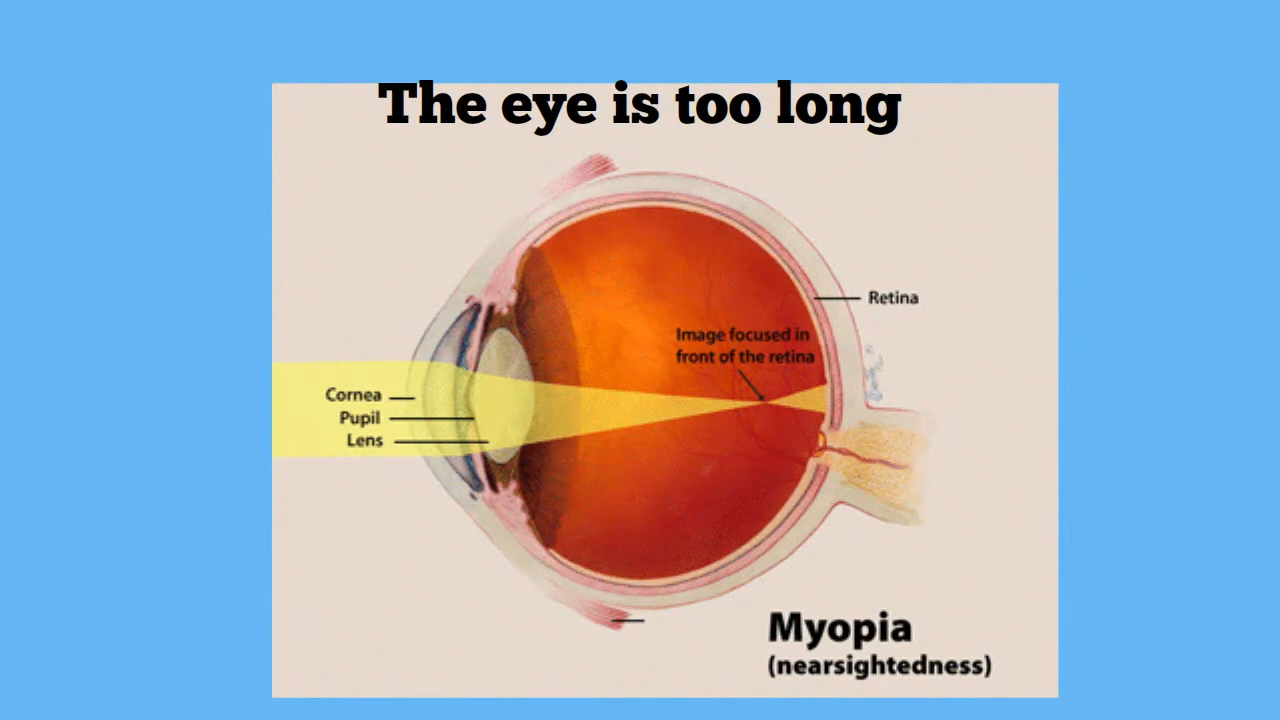 The eye is too long
Retina
Image focused in
front of the retina
Cornea
Pupil
Lens
Myopia
(nearsightedness)